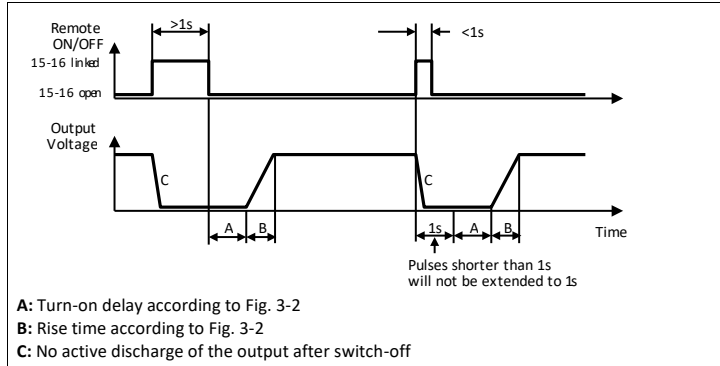 Remote
ON/OFF
>1s
<1s
15-16 linked
15-16 open
Output
Voltage
C
C
A
B
1s
A
B
Time
Pulses shorter than 1s
will not be extended to 1s
A: Turn-on delay according to Fig. 3-2
B: Rise time according to Fig. 3-2
C: No active discharge of the output after switch-off